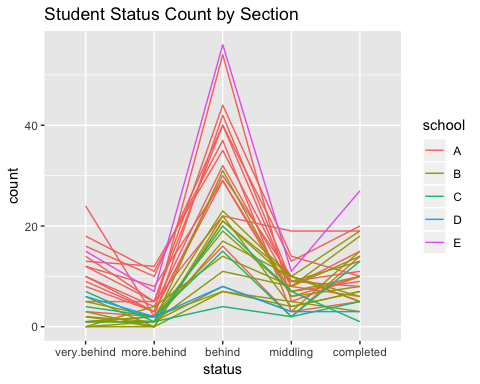 Student Status Count by Section
count
40
20
0
very.behind more.behind behind middling completed
status
school
A
B
C
D
E